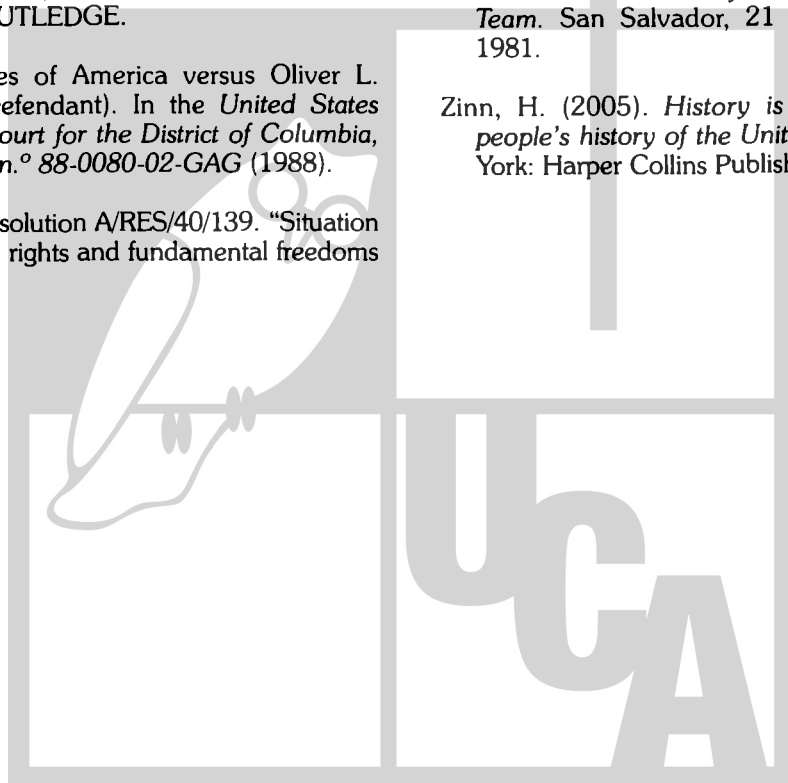 UTLEDGE.
es of America versus Oliver L.
efendant). In the United States
ourt for the District of Columbia,
n.º 88-0080-02-GAG (1988).
solution A/RES/40/139. “Situation
rights and fundamental freedoms
Team. San Salvador, 21
1981.
Zinn, H. (2005). History is
people's history of the Unit
York: Harper Collins Publish
UCA